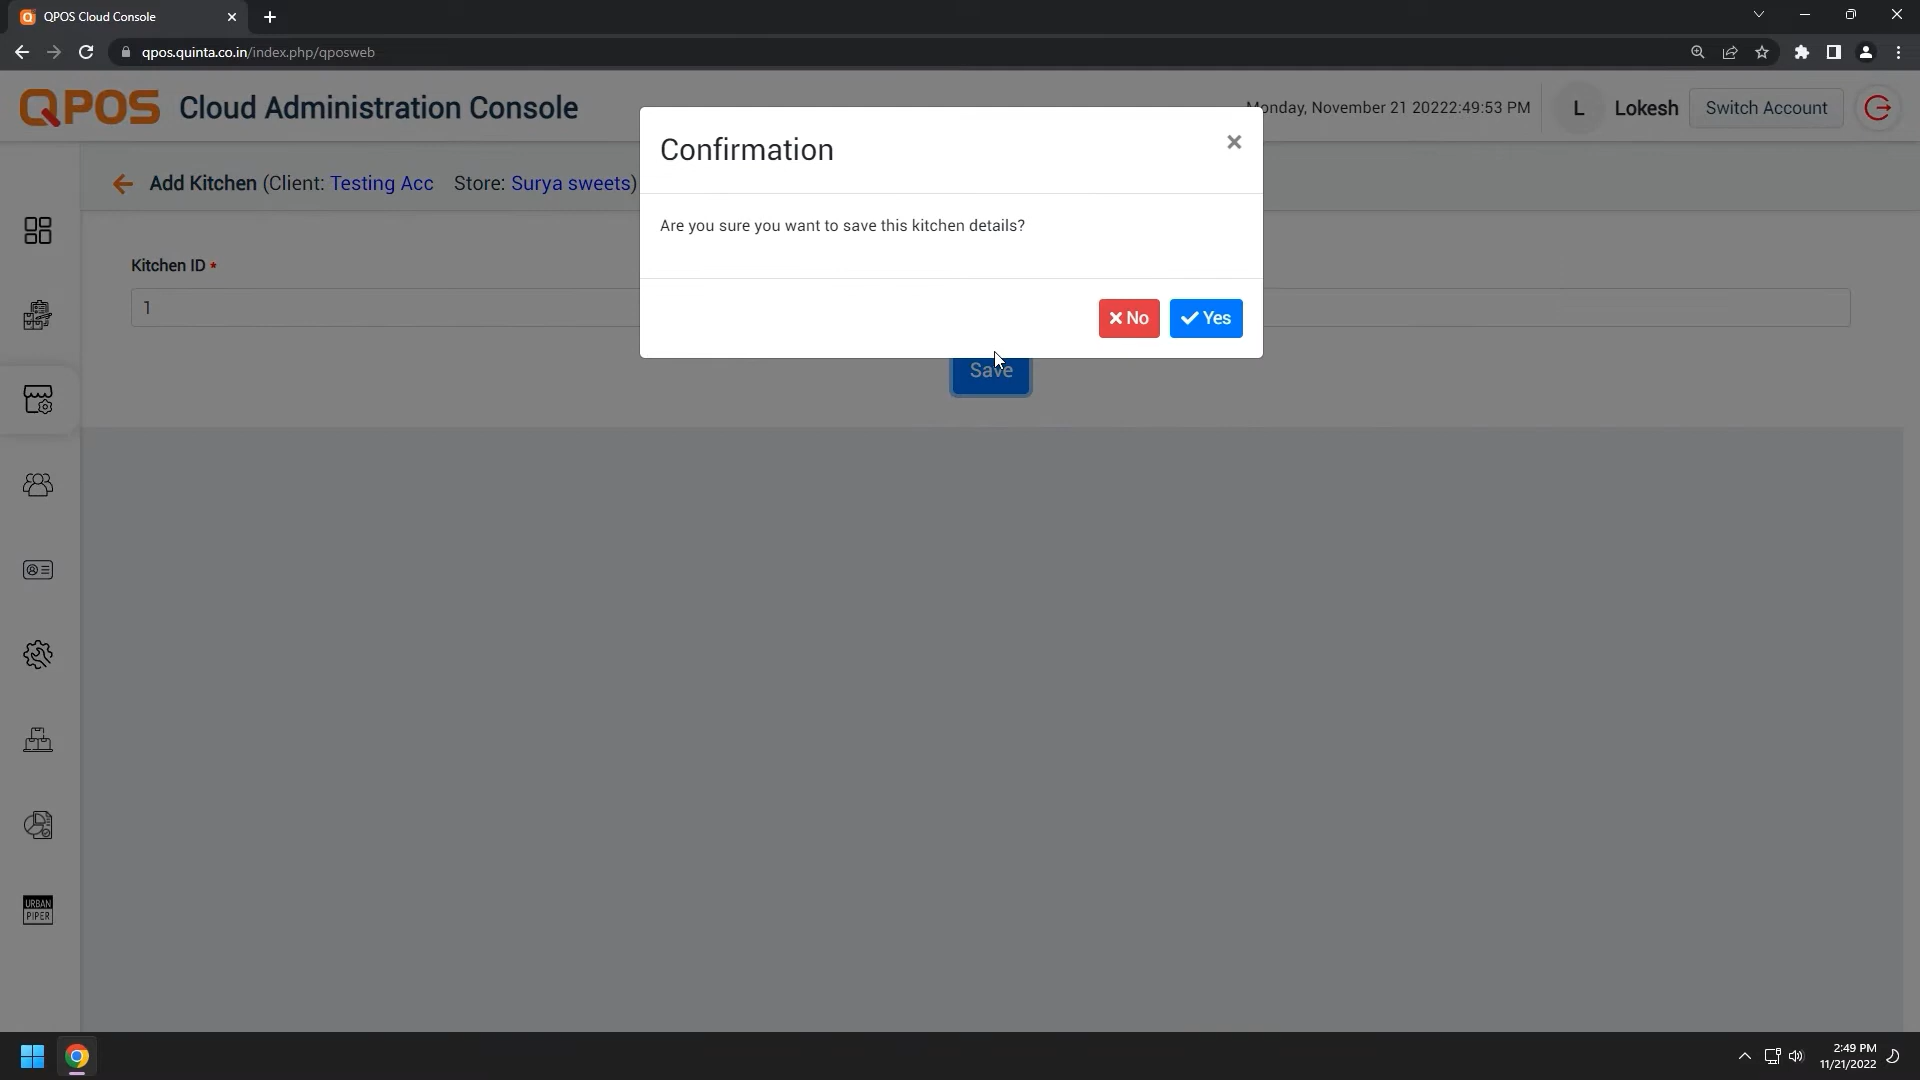 QPOS Cloud Console
qpos.quinta.co.in/index.php/qposweb
QPOS Cloud Administration Console
Monday, November 21 20222:49:53 PM
L Lokesh Switch Account
Confirmation
Add Kitchen (Client: Testing Acc Store: Surya sweets)
Are you sure you want to save this kitchen details?
Kitchen ID *
1
No Yes
Save
URBAN
PIPER
2:49 PM
11/21/2022